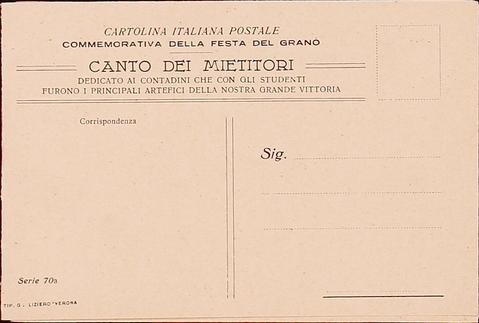 CARTOLINA ITALIANA POSTALE
COMMEMORATIVA DELLA FESTA DEL GRANO
CANTO DEI MIETITORI
DEDICATO AI CONTADINI CHE CON GLI STUDENTI
FURONO I PRINCIPALI ARTEFICI DELLA NOSTRA GRANDE VITTORIA
Corrispondenza
Sig.
Serie 70a
TIP. G. LIZIERO - VERONA